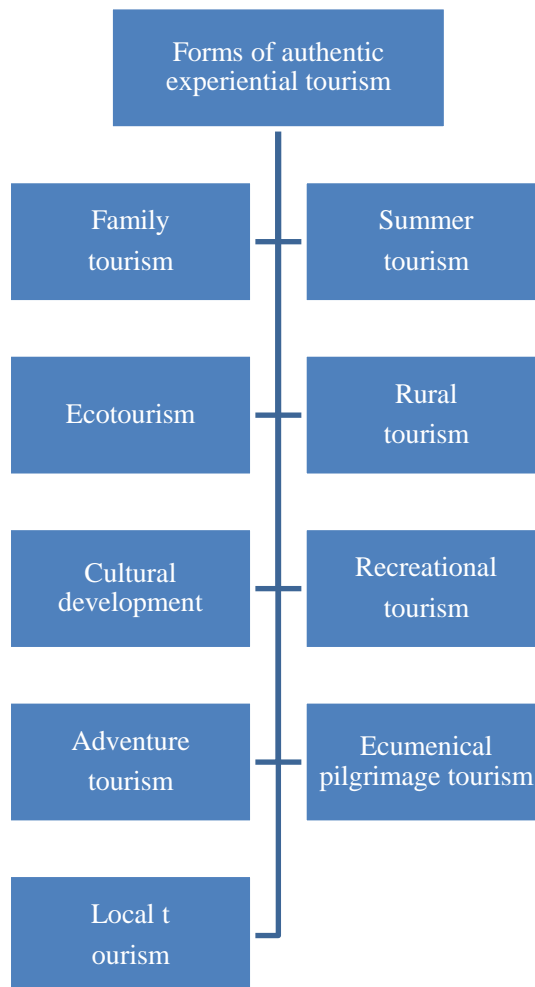 Forms of authentic
experiential tourism
Family
tourism
Summer
tourism
Ecotourism
Rural
tourism
Cultural
development
Recreational
tourism
Adventure
tourism
Ecumenical
pilgrimage tourism
Local t
ourism